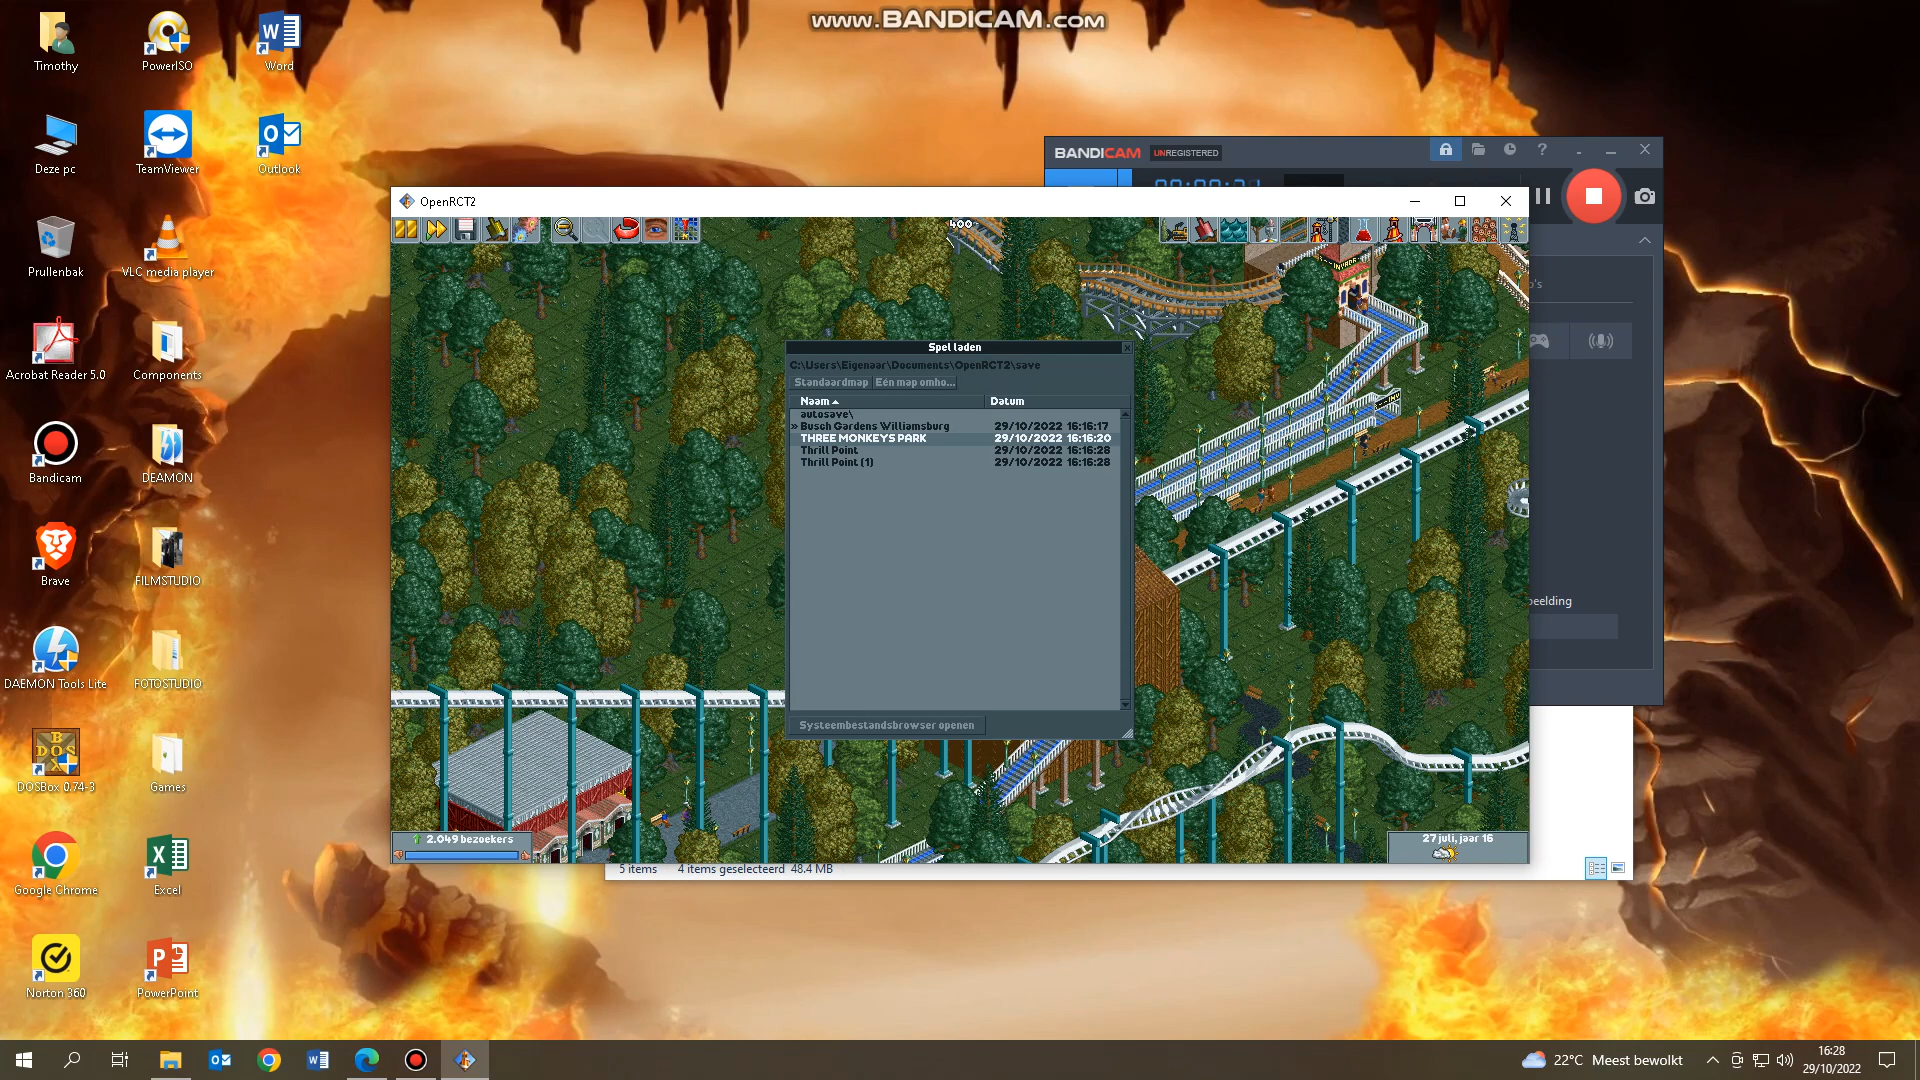 www.BANDICAM.com
Timothy
PowerISO
Word
Deze pc
TeamViewer
Outlook
Prullenbak
VLC media player
Acrobat Reader 5.0
Components
Bandicam
DEAMON
Brave
FILMSTUDIO
DAEMON Tools Lite
FOTOSTUDIO
DOSBox 0.74-3
Games
Google Chrome
Excel
Norton 360
PowerPoint
BANDICAM UNREGISTERED
OpenRCT2
400
Spel laden
C:\Users\Eigenaar\Documents\OpenRCT2\save
Standaardmap
Eén map omho...
Naam
Datum
autosave\
» Busch Gardens Williamsburg 29/10/2022 16:16:17
THREE MONKEYS PARK 29/10/2022 16:16:20
Thrill Point 29/10/2022 16:16:28
Thrill Point (1) 29/10/2022 16:16:28
Systeembestandsbrowser openen
2.049 bezoekers
27 juli, jaar 16
5 items 4 items geselecteerd 48.4 MB
22°C Meest bewolkt
16:28
29/10/2022